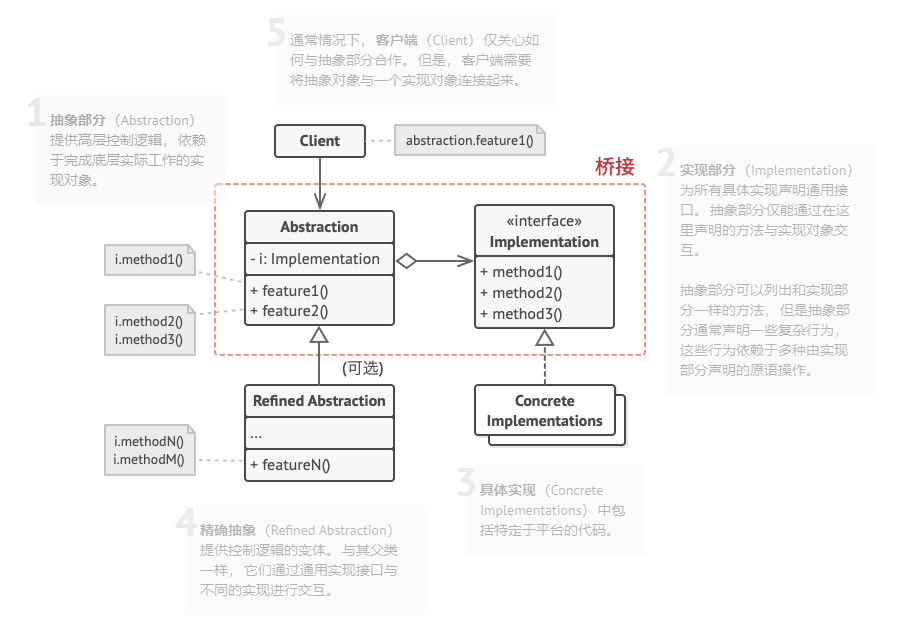 5
通常情况下， 客户端 （Client） 仅关心如
何与抽象部分合作。 但是， 客户端需要
将抽象对象与一个实现对象连接起来。
1
抽象部分 （Abstraction）
提供高层控制逻辑， 依赖
于完成底层实际工作的实
现对象。
Client
abstraction.feature1()
桥接
2
实现部分 （Implementation）
为所有具体实现声明通用接
口。 抽象部分仅能通过在这
里声明的方法与实现对象交
互。
抽象部分可以列出和实现部
分一样的方法， 但是抽象部
分通常声明一些复杂行为，
这些行为依赖于多种由实现
部分声明的原语操作。
Abstraction
- i: Implementation
+ feature1()
+ feature2()
«interface»
Implementation
+ method1()
+ method2()
+ method3()
i.method1()
i.method2()
i.method3()
(可选)
Refined Abstraction
...
+ featureN()
Concrete
Implementations
i.methodN()
i.methodM()
3
具体实现 （Concrete
Implementations） 中包
括特定于平台的代码。
4
精确抽象 （Refined Abstraction）
提供控制逻辑的变体。 与其父类
一样， 它们通过通用实现接口与
不同的实现进行交互。